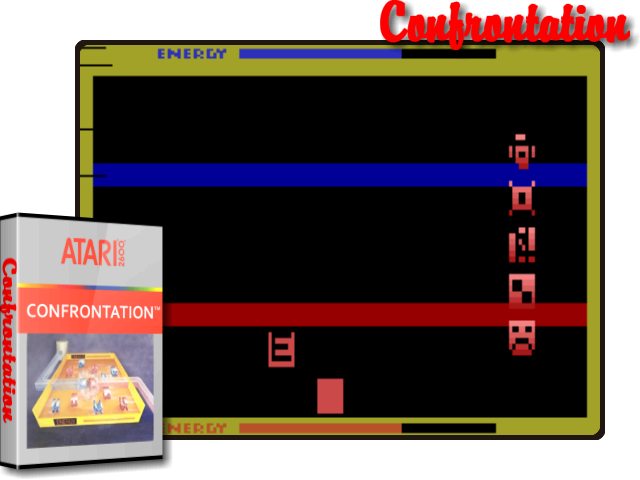 Confrontation
ENERGY
ATARI 2600
CONFRONTATION™
Confrontation
E
ENERGY